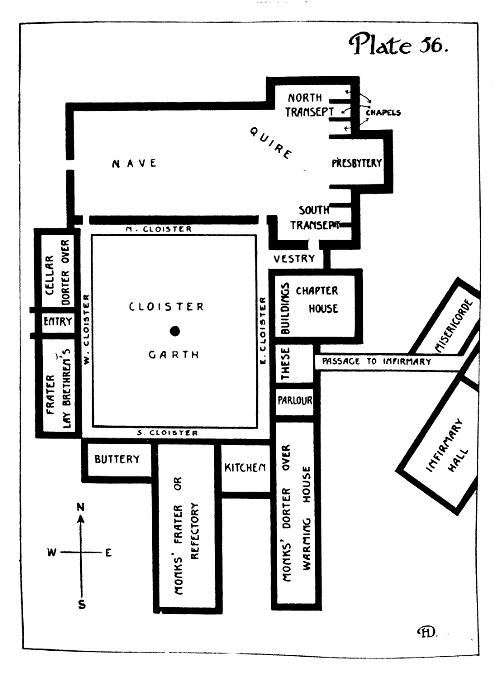 Plate 56.
NORTH
TRANSEPT
CHAPELS
QUIRE
NAVE
PRESBYTERY
SOUTH
TRANSEPT
N. CLOISTER
VESTRY
CELLAR
DORTER OVER
CLOISTER
GARTH
W. CLOISTER
E. CLOISTER
BUILDINGS
CHAPTER
HOUSE
ENTRY
THESE
PASSAGE TO INFIRMARY
MISERICORDE
FRATER
LAY BRETHREN'S
PARLOUR
S. CLOISTER
BUTTERY
KITCHEN
MONKS' FRATER OR
REFECTORY
MONKS' DORTER OVER
WARMING HOUSE
INFIRMARY
HALL
N
W E
S
HD